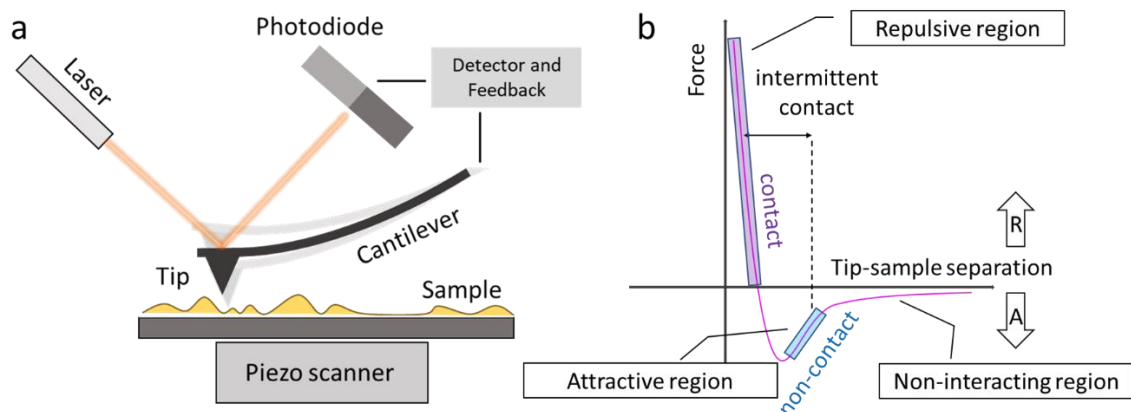 a
Photodiode
Laser
Detector and
Feedback
Cantilever
Tip
Sample
Piezo scanner
b
Force
Repulsive region
intermittent
contact
contact
R
Tip-sample separation
A
Attractive region
non-contact
Non-interacting region